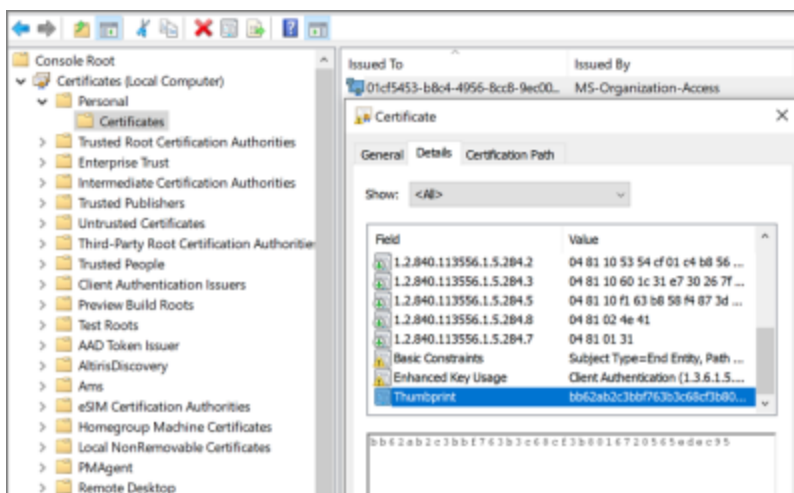 Console Root
Certificates (Local Computer)
Personal
Certificates
Trusted Root Certification Authorities
Enterprise Trust
Intermediate Certification Authorities
Trusted Publishers
Untrusted Certificates
Third-Party Root Certification Authoritie
Trusted People
Client Authentication Issuers
Preview Build Roots
Test Roots
AAD Token Issuer
AltirisDiscovery
Ams
eSIM Certification Authorities
Homegroup Machine Certificates
Local NonRemovable Certificates
PMAgent
Remote Desktop
Issued To Issued By
01cf5453-b8c4-4956-8cc8-9ec00... MS-Organization-Access
Certificate
General Details Certification Path
Show: <All>
Field Value
1.2.840.113556.1.5.284.2 04 81 10 53 54 cf 01 c4 b8 56 ...
1.2.840.113556.1.5.284.3 04 81 10 60 1c 31 e7 30 26 7f ...
1.2.840.113556.1.5.284.5 04 81 10 f1 63 b8 58 f4 87 3d ...
1.2.840.113556.1.5.284.8 04 81 02 4e 41
1.2.840.113556.1.5.284.7 04 81 01 31
Basic Constraints Subject Type=End Entity, Path ...
Enhanced Key Usage Client Authentication (1.3.6.1.5....
Thumbprint bb62ab2c3bbf763b3c68cf3b80...